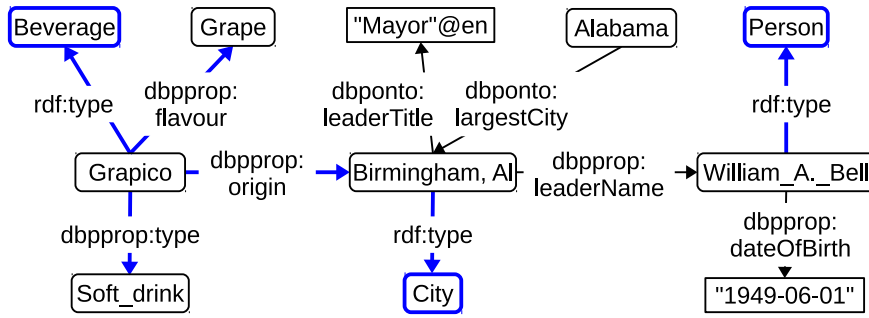 Beverage
Grape
"Mayor"@en
Alabama
Person
rdf:type
dbpprop:
flavour
dbponto:
leaderTitle
dbponto:
largestCity
rdf:type
Grapico
dbpprop:
origin
Birmingham, Al
dbpprop:
leaderName
William_A._Bell
dbpprop:type
rdf:type
dbpprop:
dateOfBirth
Soft_drink
City
"1949-06-01"